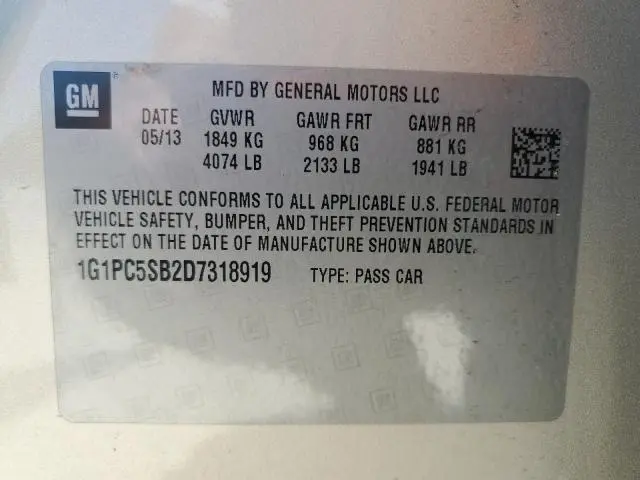 GM ®
MFD BY GENERAL MOTORS LLC
DATE GVWR GAWR FRT GAWR RR
05/13 1849 KG 968 KG 881 KG
4074 LB 2133 LB 1941 LB
THIS VEHICLE CONFORMS TO ALL APPLICABLE U.S. FEDERAL MOTOR
VEHICLE SAFETY, BUMPER, AND THEFT PREVENTION STANDARDS IN
EFFECT ON THE DATE OF MANUFACTURE SHOWN ABOVE.
1G1PC5SB2D7318919 TYPE: PASS CAR